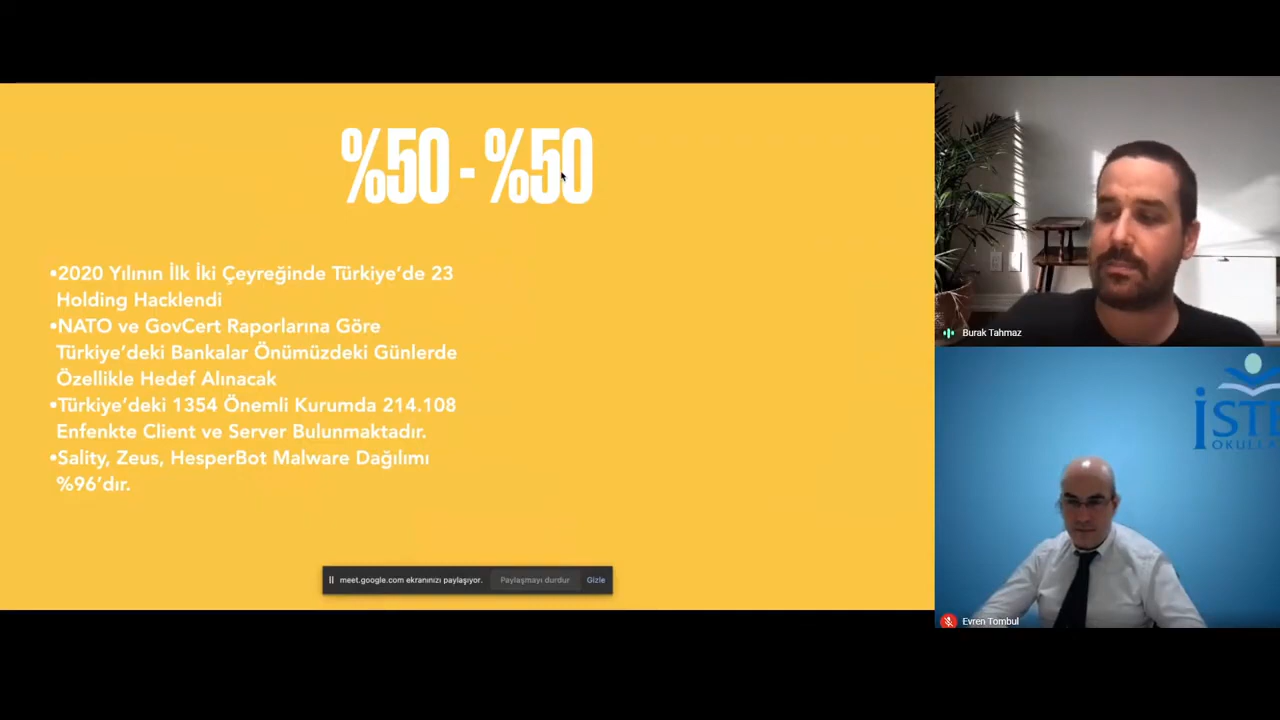 %50 - %50
•2020 Yılının İlk İki Çeyreğinde Türkiye'de 23
Holding Hacklendi
•NATO ve GovCert Raporlarına Göre
Türkiye'deki Bankalar Önümüzdeki Günlerde
Özellikle Hedef Alınacak
•Türkiye'deki 1354 Önemli Kurumda 214.108
Enfenkte Client ve Server Bulunmaktadır.
•Sality, Zeus, HesperBot Malware Dağılımı
%96'dır.
meet.google.com ekranınızı paylaşıyor. Paylaşmayı durdur Gizle
Burak Tahmaz
Evren Tombul